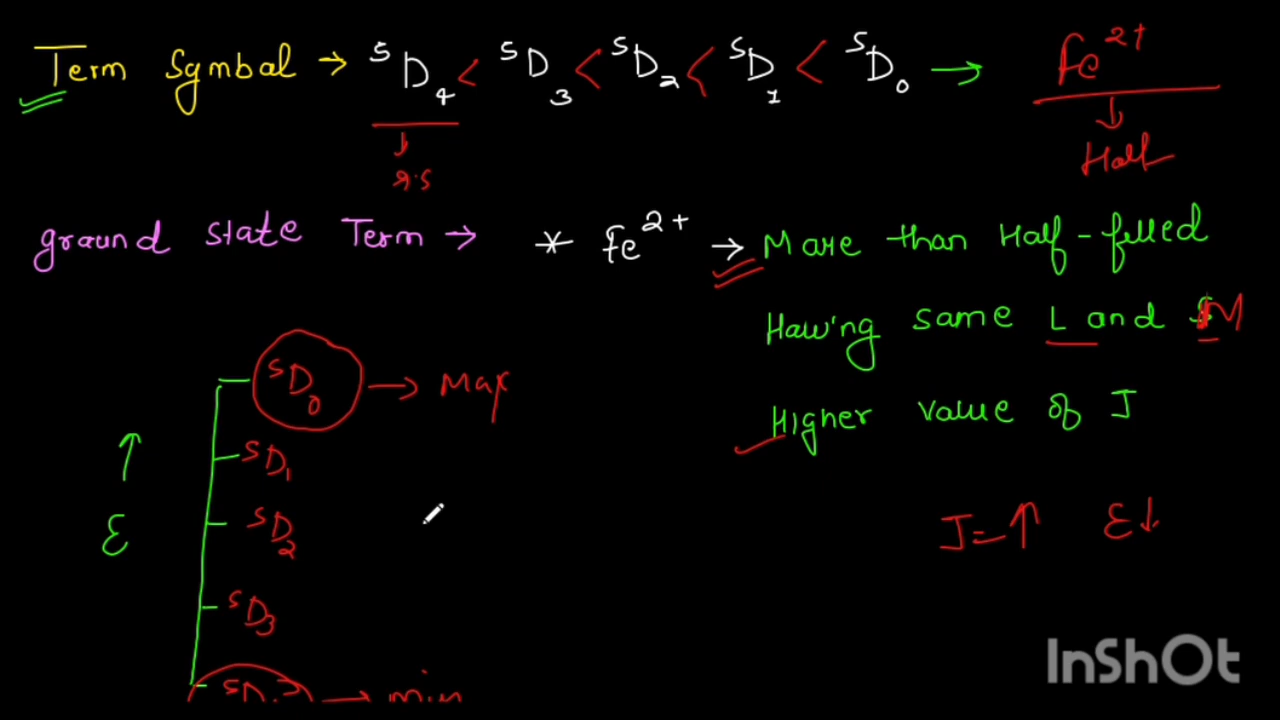 Term Symbol → ⁵D₄ < ⁵D₃ < ⁵D₂ < ⁵D₁ < ⁵D₀ → Fe²⁺
↓ ↓
g.s Half
ground state Term → * Fe²⁺ → More than Half-filled
Having same L and M
Higher value of J
⁵D₀ → Max
⁵D₁
↑
ε ⁵D₂
J=↑ ε↓
⁵D₃
→ min
InShOt